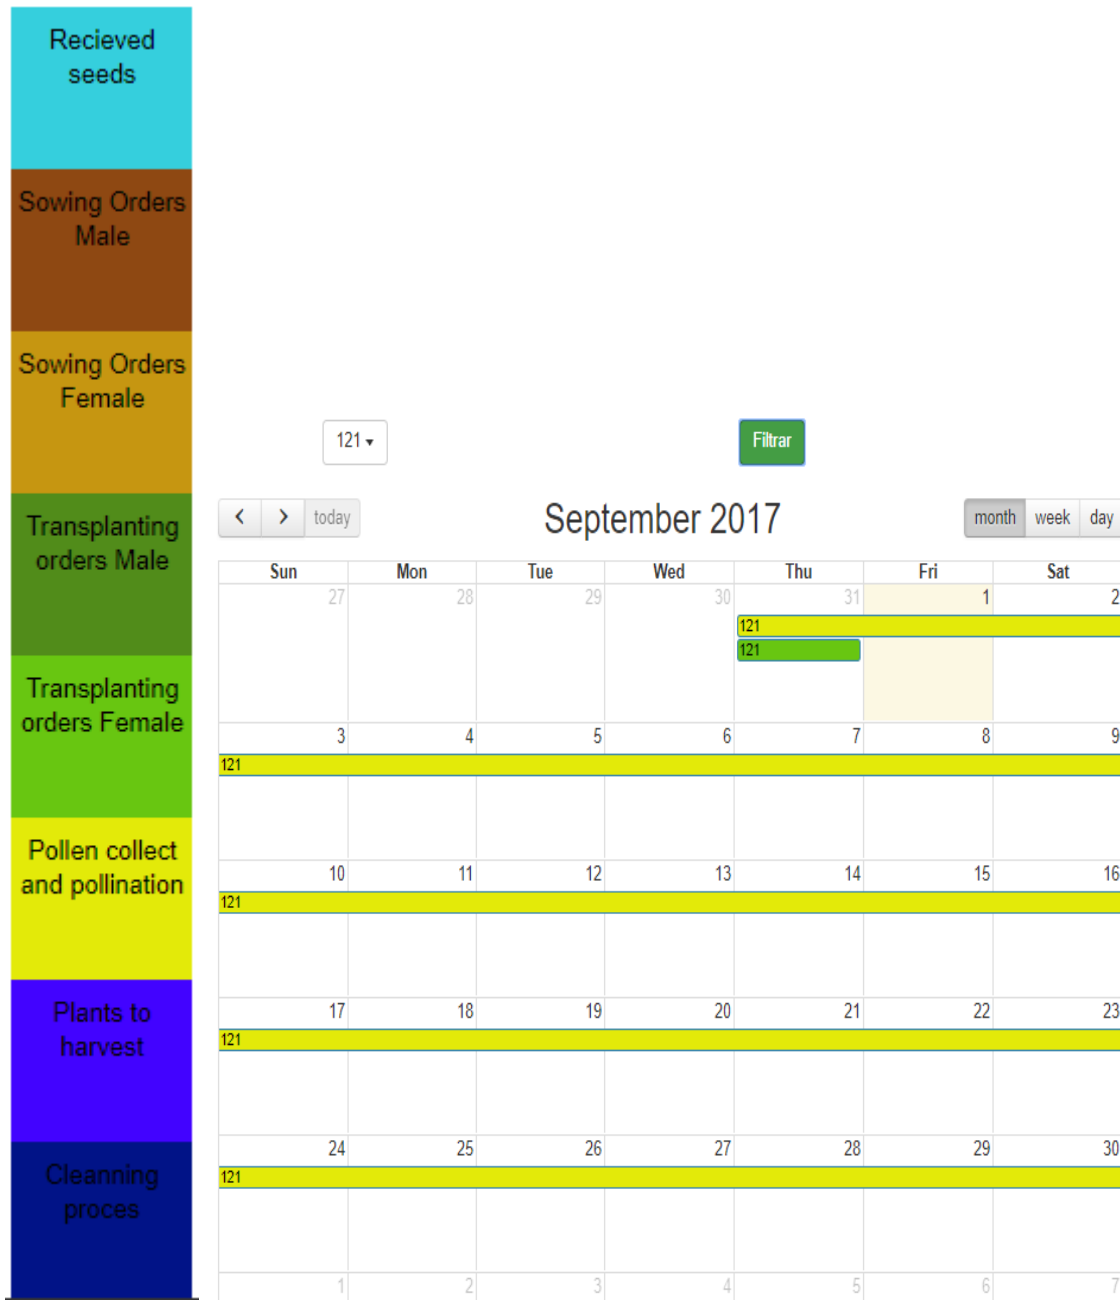 Recieved
seeds
Sowing Orders
Male
Sowing Orders
Female
Transplanting
orders Male
Transplanting
orders Female
Pollen collect
and pollination
Plants to
harvest
Cleanning
proces
121 Filtrar
today September 2017 month week day
Sun Mon Tue Wed Thu Fri Sat
27 28 29 30 31 1 2
121
121
3 4 5 6 7 8 9
121
10 11 12 13 14 15 16
121
17 18 19 20 21 22 23
121
24 25 26 27 28 29 30
121
1 2 3 4 5 6 7